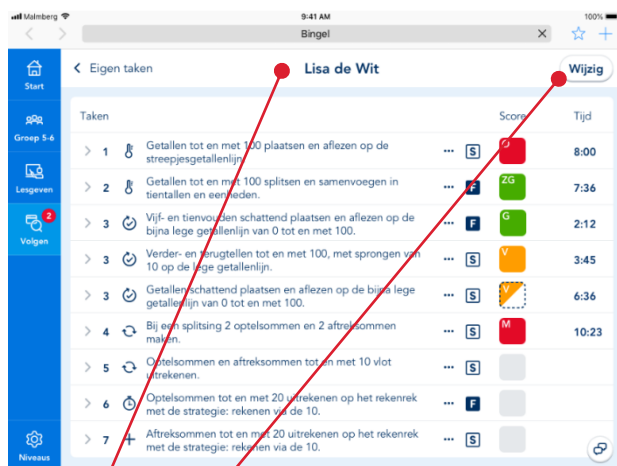 Malmberg 9:41 AM 100%
Bingel
Start
Groep 5-6
Lesgeven
2
Volgen
Niveaus
Eigen taken Lisa de Wit Wijzig
Taken Score Tijd
1 Getallen tot en met 100 plaatsen en aflezen op de
streepjesgetallenlijn. ... S O 8:00
2 Getallen tot en met 100 splitsen en samenvoegen in
tientallen en eenheden. ... F ZG 7:36
3 Vijf- en tienvouden schattend plaatsen en aflezen op de
bijna lege getallenlijn van 0 tot en met 100. ... F G 2:12
3 Verder- en terugtellen tot en met 100, met sprongen van
10 op de lege getallenlijn. ... S V 3:45
3 Getallen schattend plaatsen en aflezen op de bijna lege
getallenlijn van 0 tot en met 100. ... S V 6:36
4 Bij een splitsing 2 optelsommen en 2 aftreksommen
maken. ... S M 10:23
5 Optelsommen en aftreksommen tot en met 10 vlot
uitrekenen. ... S
6 Optelsommen tot en met 20 uitrekenen op het rekenrek
met de strategie: rekenen via de 10. ... F
7 Aftreksommen tot en met 20 uitrekenen op het rekenrek
met de strategie: rekenen via de 10. ... S